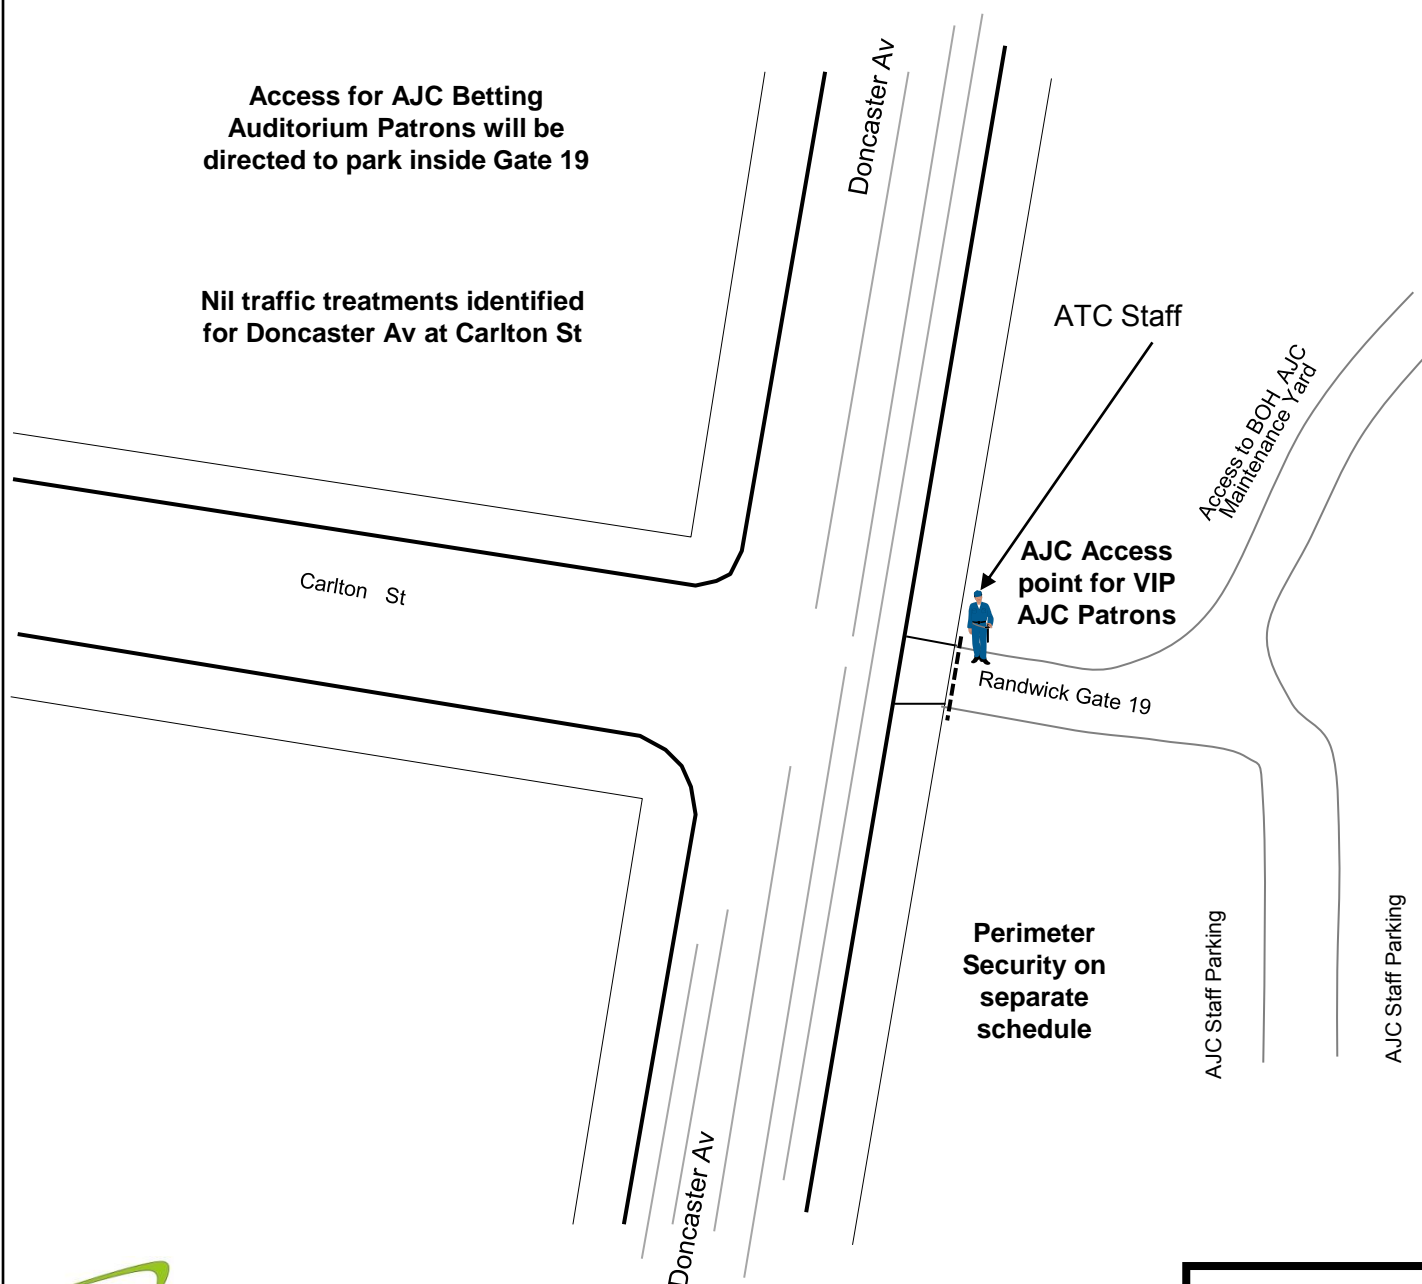 Access for AJC Betting
Auditorium Patrons will be
directed to park inside Gate 19
Doncaster Av
Nil traffic treatments identified
for Doncaster Av at Carlton St
ATC Staff
Access to BOH AJC
Maintenance Yard
AJC Access
point for VIP
AJC Patrons
Carlton St
Randwick Gate 19
Perimeter
Security on
separate
schedule
AJC Staff Parking
AJC Staff Parking
Doncaster Av